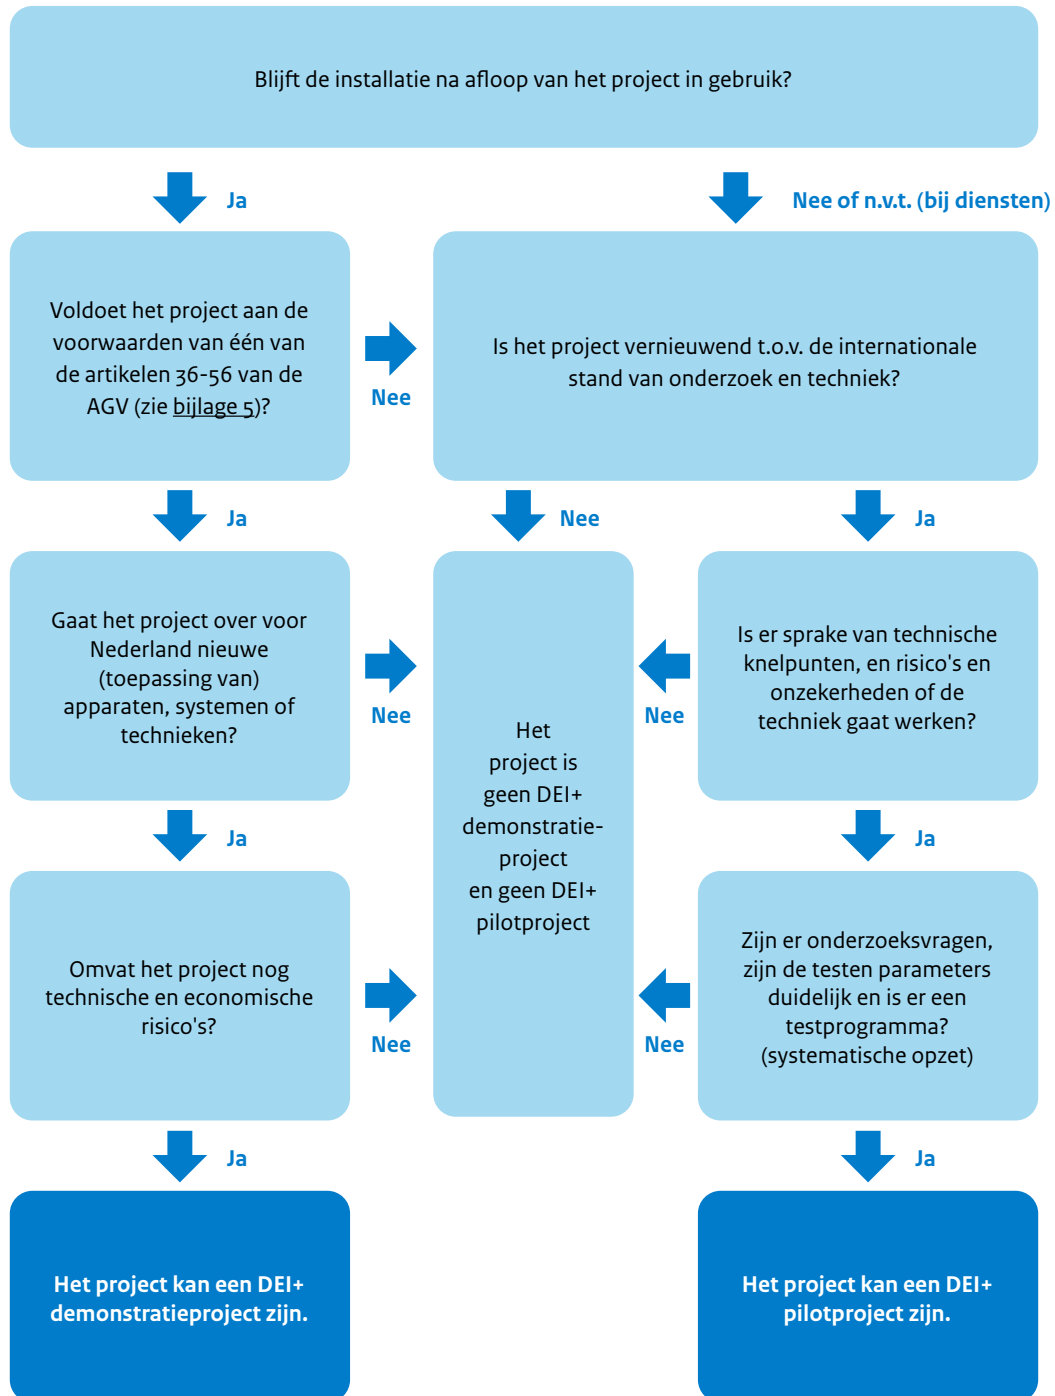 Blijft de installatie na afloop van het project in gebruik?
Ja
Nee of n.v.t. (bij diensten)
Voldoet het project aan de
voorwaarden van één van
de artikelen 36-56 van de
AGV (zie bijlage 5)?
Nee
Is het project vernieuwend t.o.v. de internationale
stand van onderzoek en techniek?
Ja
Nee
Ja
Gaat het project over voor
Nederland nieuwe
(toepassing van)
apparaten, systemen of
technieken?
Nee
Het
project is
geen DEI+
demonstratie-
project
en geen DEI+
pilotproject
Nee
Is er sprake van technische
knelpunten, en risico's en
onzekerheden of de
techniek gaat werken?
Ja
Ja
Omvat het project nog
technische en economische
risico's?
Nee
Nee
Zijn er onderzoeksvragen,
zijn de testen parameters
duidelijk en is er een
testprogramma?
(systematische opzet)
Ja
Ja
Het project kan een DEI+
demonstratieproject zijn.
Het project kan een DEI+
pilotproject zijn.